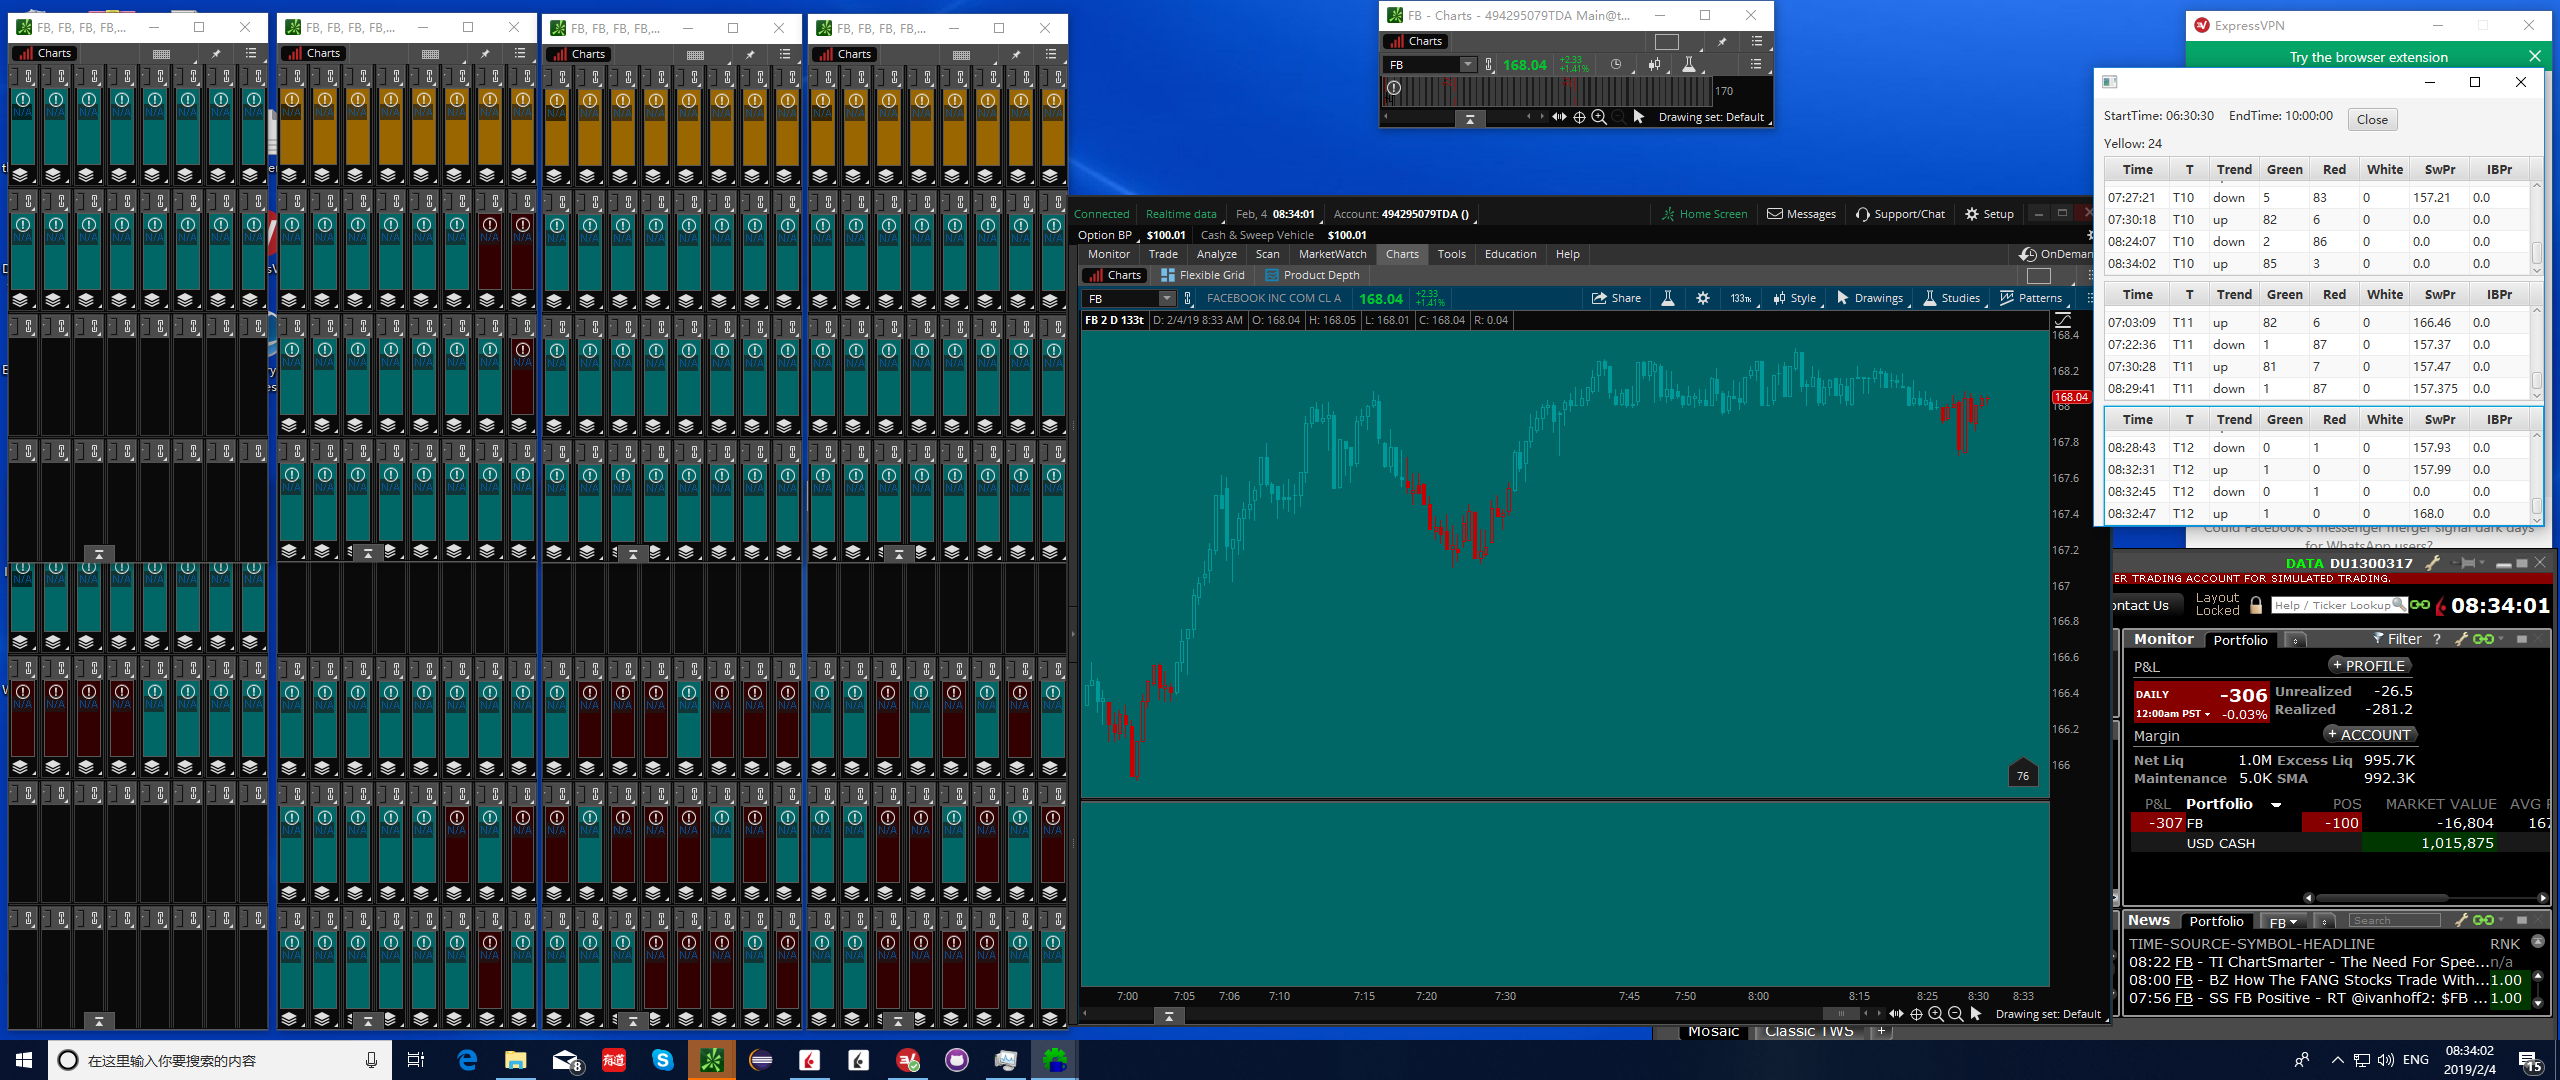 FB, FB, FB, FB,...
Charts
FB, FB, FB, FB,...
Charts
FB, FB, FB, FB,...
Charts
FB, FB, FB, FB,...
Charts
N/A
FB - Charts - 494295079TDA Main@t...
Charts
FB
168.04
+2.33
+1.41%
170
Drawing set: Default
ExpressVPN
Try the browser extension
StartTime: 06:30:30 EndTime: 10:00:00 Close
Yellow: 24
Time T Trend Green Red White SwPr IBPr
07:27:21 T10 down 5 83 0 157.21 0.0
07:30:18 T10 up 82 6 0 0.0 0.0
08:24:07 T10 down 2 86 0 0.0 0.0
08:34:02 T10 up 85 3 0 0.0 0.0
Time T Trend Green Red White SwPr IBPr
07:03:09 T11 up 82 6 0 166.46 0.0
07:22:36 T11 down 1 87 0 157.37 0.0
07:30:28 T11 up 81 7 0 157.47 0.0
08:29:41 T11 down 1 87 0 157.375 0.0
Time T Trend Green Red White SwPr IBPr
08:28:43 T12 down 0 1 0 157.93 0.0
08:32:31 T12 up 1 0 0 157.99 0.0
08:32:45 T12 down 0 1 0 0.0 0.0
08:32:47 T12 up 1 0 0 168.0 0.0
Could Facebook's messenger merger signal dark days
for WhatsApp users?
Connected Realtime data Feb, 4 08:34:01 Account: 494295079TDA () Home Screen Messages Support/Chat Setup
Option BP $100.01 Cash & Sweep Vehicle $100.01
Monitor Trade Analyze Scan MarketWatch Charts Tools Education Help OnDeman
Charts Flexible Grid Product Depth
FB FACEBOOK INC COM CL A 168.04 +2.33 +1.41% Share 133tk Style Drawings Studies Patterns
FB 2 D 133t D: 2/4/19 8:33 AM O: 168.04 H: 168.05 L: 168.01 C: 168.04 R: 0.04
168.4
168.2
168.04
168
167.8
167.6
167.4
167.2
167
166.8
166.6
166.4
166.2
166
76
7:00 7:05 7:06 7:10 7:15 7:20 7:30 7:45 7:50 8:00 8:15 8:25 8:30 8:33
Drawing set: Default
DATA DU1300317
ER TRADING ACCOUNT FOR SIMULATED TRADING.
ontact Us Layout Locked Help / Ticker Lookup 08:34:01
Monitor Portfolio Filter ?
P&L + PROFILE
DAILY -306 Unrealized -26.5
12:00am PST -0.03% Realized -281.2
Margin + ACCOUNT
Net Liq 1.0M Excess Liq 995.7K
Maintenance 5.0K SMA 992.3K
P&L Portfolio POS MARKET VALUE AVG
-307 FB -100 -16,804 167
USD CASH 1,015,875
News Portfolio FB Search
TIME-SOURCE-SYMBOL-HEADLINE RNK
08:22 FB - TI ChartSmarter - The Need For Spee... n/a
08:00 FB - BZ How The FANG Stocks Trade With... 1.00
07:56 FB - SS FB Positive - RT @ivanhoff2: $FB ... 1.00
Mosaic Classic TWS +
在这里输入你要搜索的内容
8
有道
ENG
08:34:02
2019/2/4
15